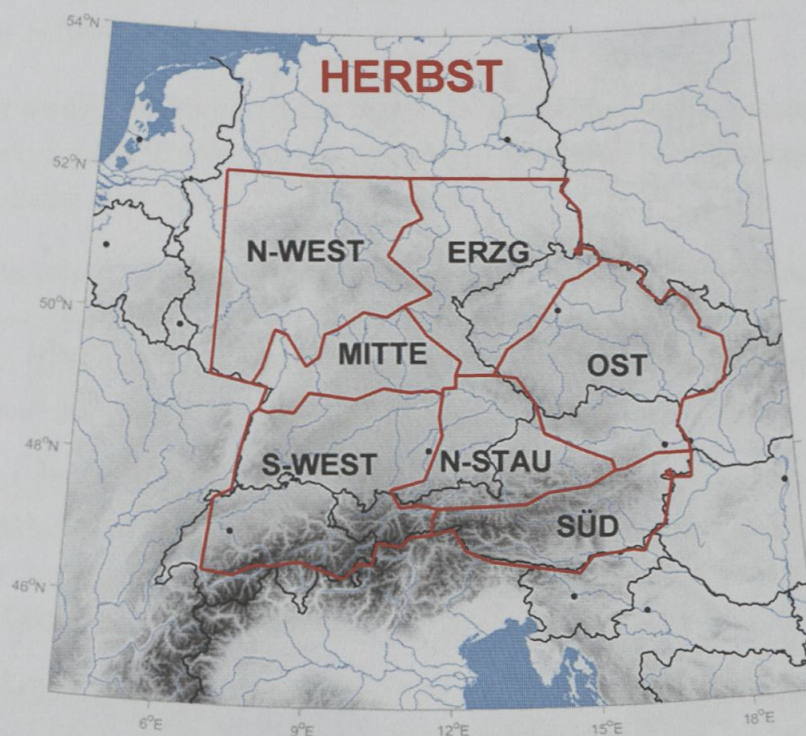 54°N
HERBST
52°N
N-WEST
ERZG
50°N
MITTE
OST
48°N
S-WEST
N-STAU
SÜD
46°N
6°E
9°E
12°E
15°E
18°E